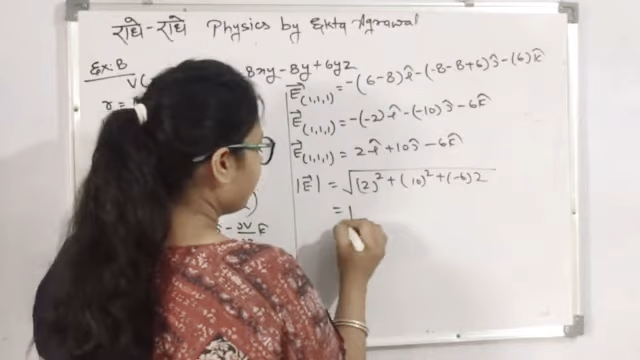 राधे-राधे Physics by Ekta Agrawal
Ex:8
V( 8xy-8y+6yz
r=
E⃗(1,1,1) = -(6-8)î-(-8-8+6)ĵ-(6)k̂
E⃗(1,1,1) = -(-2)î-(-10)ĵ-6k̂
E⃗(1,1,1) = 2î+10ĵ-6k̂
|E⃗| = √(2)²+(10)²+(-6)2
- ∂V/ k̂
=